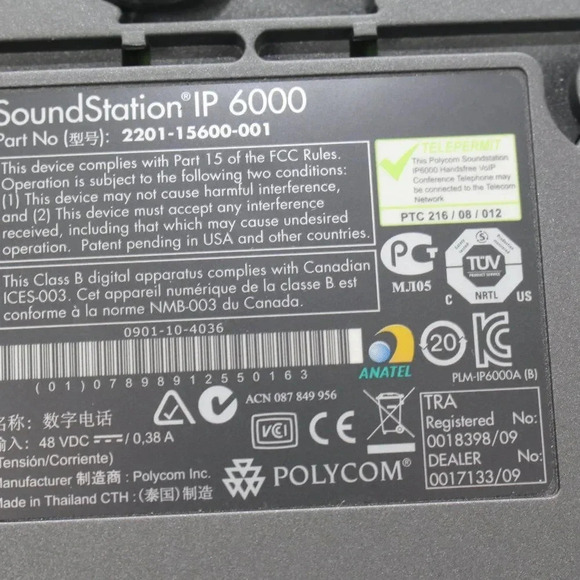 SoundStation® IP 6000
Part No (型号): 2201-15600-001
This device complies with Part 15 of the FCC Rules.
Operation is subject to the following two conditions:
(1) This device may not cause harmful interference,
and (2) This device must accept any interference
received, including that which may cause undesired
operation. Patent pending in USA and other countries.
TELEPERMIT
This Polycom Soundstation
IP6000 Handsfree VoIP
Conference Telephone may
be connected to the Telecom
Network
PTC 216 / 08 / 012
This Class B digital apparatus complies with Canadian
ICES-003. Cet appareil numérique de la classe B est
conforme à la norme NMB-003 du Canada.
МЛ05
S
TÜV
PRODUCT SERVICE
C NRTL US
0901-10-4036
(01)07898912550163
ANATEL
20
PLM-IP6000A (B)
ACN 087 849 956
VCI
CE
TRA
Registered No:
0018398/09
DEALER No:
0017133/09
名称: 数字电话
输入: 48 VDC /0,38 A
Tensión/Corriente)
Manufacturer 制造商 : Polycom Inc.
Made in Thailand CTH : (泰国) 制造
POLYCOM®